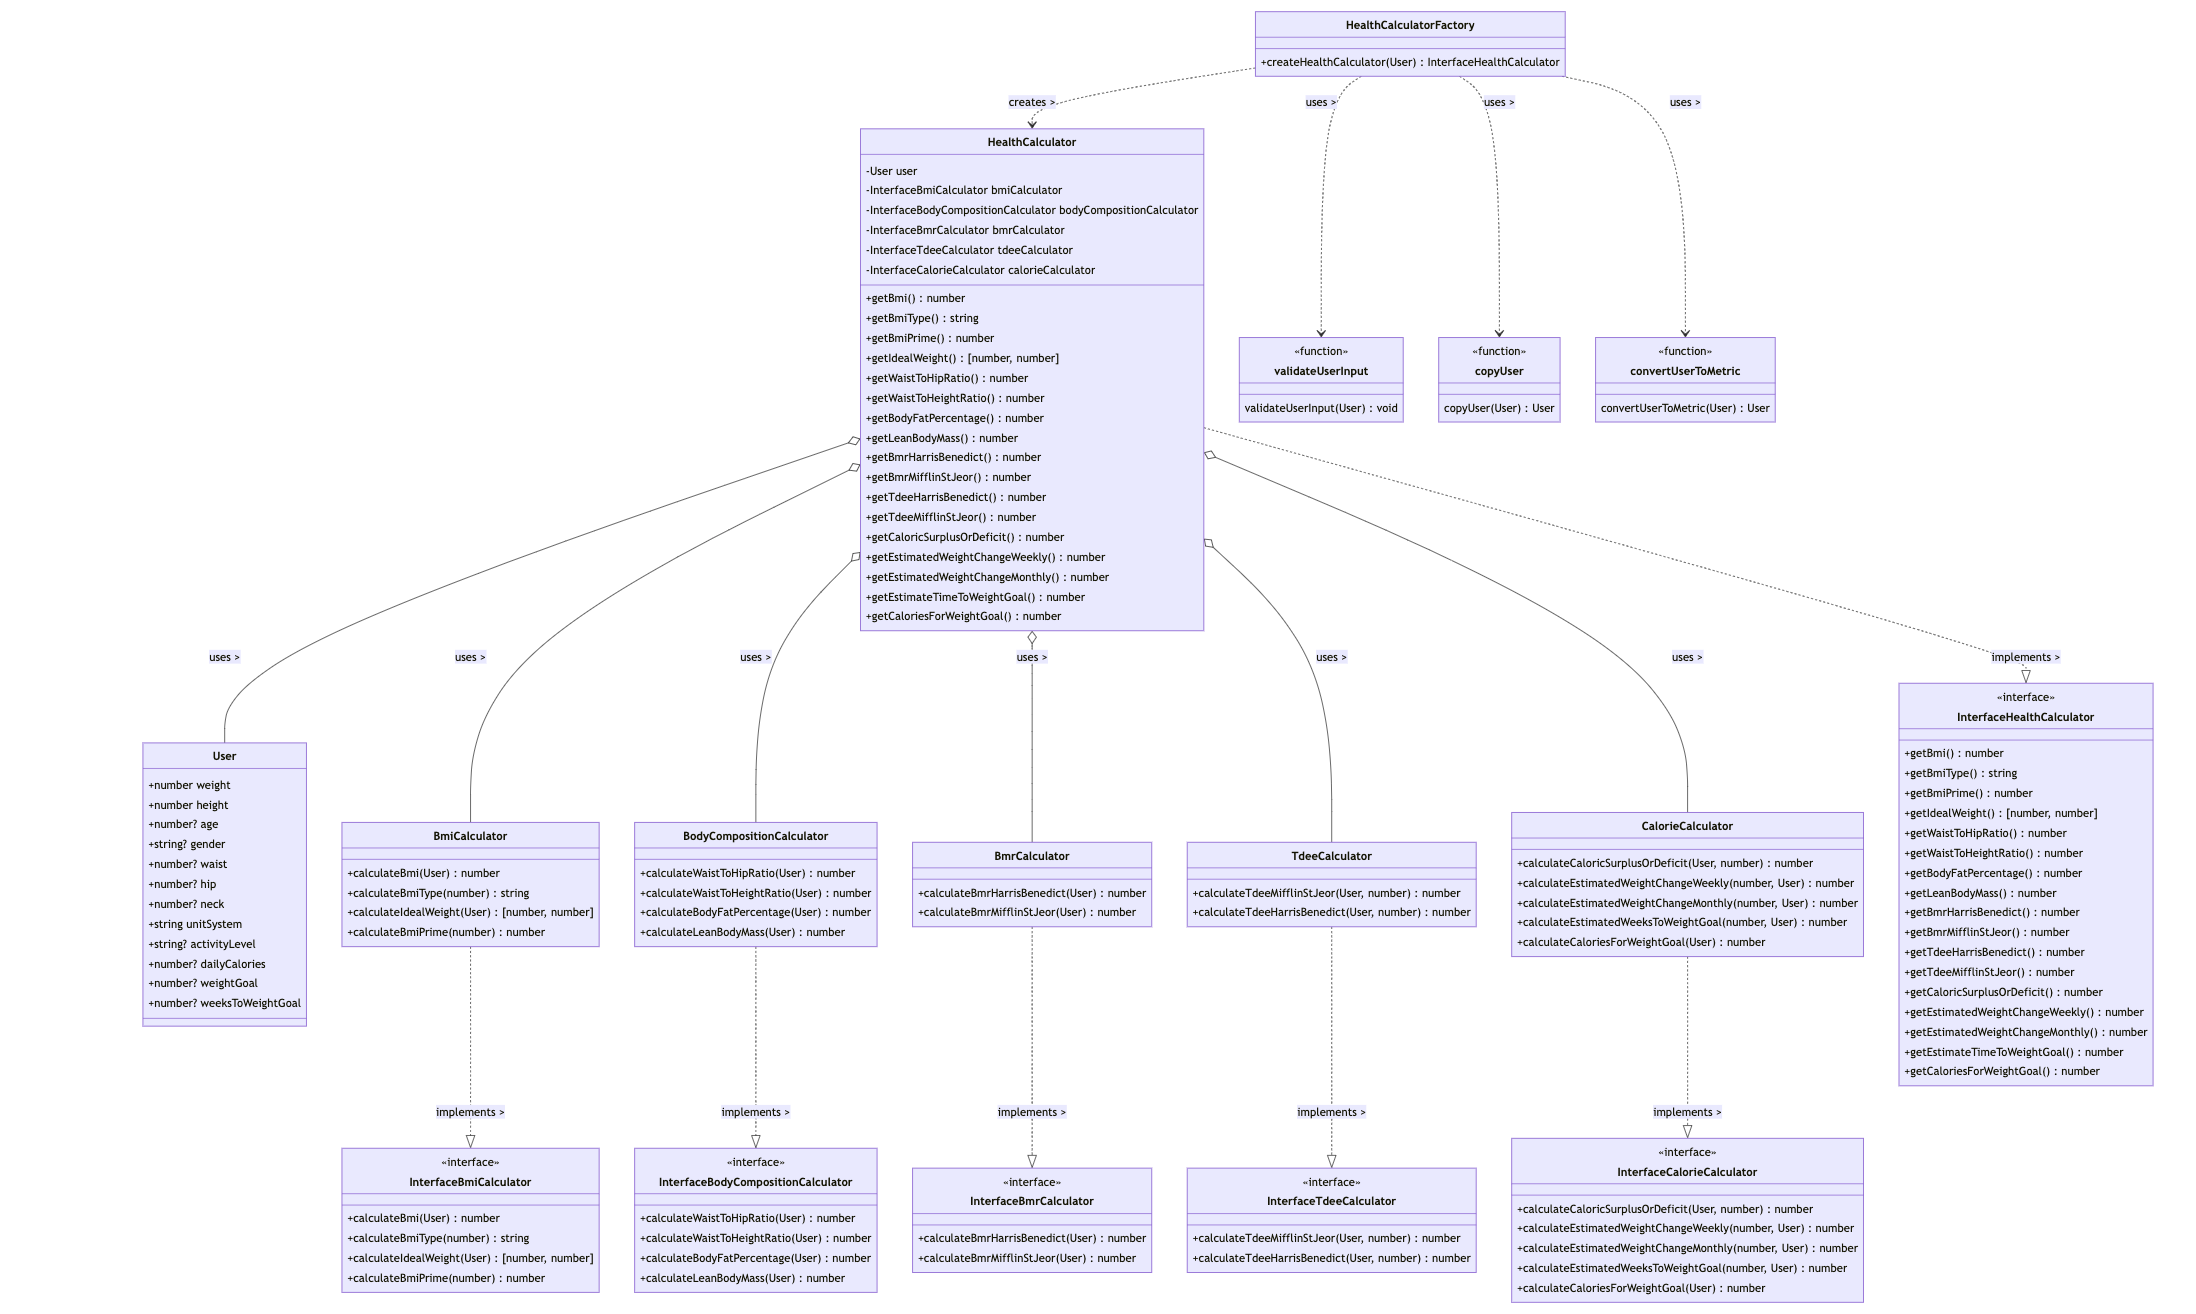 HealthCalculatorFactory
+createHealthCalculator(User) : InterfaceHealthCalculator
creates >
uses >
uses >
uses >
HealthCalculator
-User user
-InterfaceBmiCalculator bmiCalculator
-InterfaceBodyCompositionCalculator bodyCompositionCalculator
-InterfaceBmrCalculator bmrCalculator
-InterfaceTdeeCalculator tdeeCalculator
-InterfaceCalorieCalculator calorieCalculator
+getBmi() : number
+getBmiType() : string
+getBmiPrime() : number
+getIdealWeight() : [number, number]
+getWaistToHipRatio() : number
+getWaistToHeightRatio() : number
+getBodyFatPercentage() : number
+getLeanBodyMass() : number
+getBmrHarrisBenedict() : number
+getBmrMifflinStJeor() : number
+getTdeeHarrisBenedict() : number
+getTdeeMifflinStJeor() : number
+getCaloricSurplusOrDeficit() : number
+getEstimatedWeightChangeWeekly() : number
+getEstimatedWeightChangeMonthly() : number
+getEstimateTimeToWeightGoal() : number
+getCaloriesForWeightGoal() : number
«function»
validateUserInput
validateUserInput(User) : void
«function»
copyUser
copyUser(User) : User
«function»
convertUserToMetric
convertUserToMetric(User) : User
uses >
uses >
uses >
uses >
uses >
uses >
implements >
User
+number weight
+number height
+number? age
+string? gender
+number? waist
+number? hip
+number? neck
+string unitSystem
+string? activityLevel
+number? dailyCalories
+number? weightGoal
+number? weeksToWeightGoal
BmiCalculator
+calculateBmi(User) : number
+calculateBmiType(number) : string
+calculateIdealWeight(User) : [number, number]
+calculateBmiPrime(number) : number
BodyCompositionCalculator
+calculateWaistToHipRatio(User) : number
+calculateWaistToHeightRatio(User) : number
+calculateBodyFatPercentage(User) : number
+calculateLeanBodyMass(User) : number
BmrCalculator
+calculateBmrHarrisBenedict(User) : number
+calculateBmrMifflinStJeor(User) : number
TdeeCalculator
+calculateTdeeMifflinStJeor(User, number) : number
+calculateTdeeHarrisBenedict(User, number) : number
CalorieCalculator
+calculateCaloricSurplusOrDeficit(User, number) : number
+calculateEstimatedWeightChangeWeekly(number, User) : number
+calculateEstimatedWeightChangeMonthly(number, User) : number
+calculateEstimatedWeeksToWeightGoal(number, User) : number
+calculateCaloriesForWeightGoal(User) : number
«interface»
InterfaceHealthCalculator
+getBmi() : number
+getBmiType() : string
+getBmiPrime() : number
+getIdealWeight() : [number, number]
+getWaistToHipRatio() : number
+getWaistToHeightRatio() : number
+getBodyFatPercentage() : number
+getLeanBodyMass() : number
+getBmrHarrisBenedict() : number
+getBmrMifflinStJeor() : number
+getTdeeHarrisBenedict() : number
+getTdeeMifflinStJeor() : number
+getCaloricSurplusOrDeficit() : number
+getEstimatedWeightChangeWeekly() : number
+getEstimatedWeightChangeMonthly() : number
+getEstimateTimeToWeightGoal() : number
+getCaloriesForWeightGoal() : number
implements >
implements >
implements >
implements >
implements >
«interface»
InterfaceBmiCalculator
+calculateBmi(User) : number
+calculateBmiType(number) : string
+calculateIdealWeight(User) : [number, number]
+calculateBmiPrime(number) : number
«interface»
InterfaceBodyCompositionCalculator
+calculateWaistToHipRatio(User) : number
+calculateWaistToHeightRatio(User) : number
+calculateBodyFatPercentage(User) : number
+calculateLeanBodyMass(User) : number
«interface»
InterfaceBmrCalculator
+calculateBmrHarrisBenedict(User) : number
+calculateBmrMifflinStJeor(User) : number
«interface»
InterfaceTdeeCalculator
+calculateTdeeMifflinStJeor(User, number) : number
+calculateTdeeHarrisBenedict(User, number) : number
«interface»
InterfaceCalorieCalculator
+calculateCaloricSurplusOrDeficit(User, number) : number
+calculateEstimatedWeightChangeWeekly(number, User) : number
+calculateEstimatedWeightChangeMonthly(number, User) : number
+calculateEstimatedWeeksToWeightGoal(number, User) : number
+calculateCaloriesForWeightGoal(User) : number